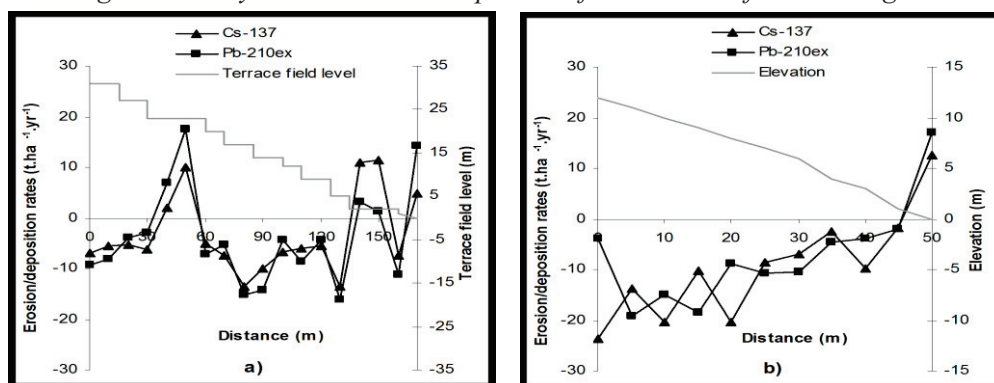 Cs-137
Pb-210ex
Terrace field level
30
20
10
0
-10
-20
-30
0
30
60
90
120
150
35
25
15
5
-5
-15
-25
-35
Erosion/deposition rates (t.ha⁻¹.yr⁻¹)
Terrace field level (m)
Distance (m)
a)
Cs-137
Pb-210ex
Elevation
30
20
10
0
-10
-20
-30
0
10
20
30
40
50
15
10
5
0
-5
-10
-15
Erosion/deposition rates (t.ha⁻¹.yr⁻¹)
Elevation (m)
Distance (m)
b)